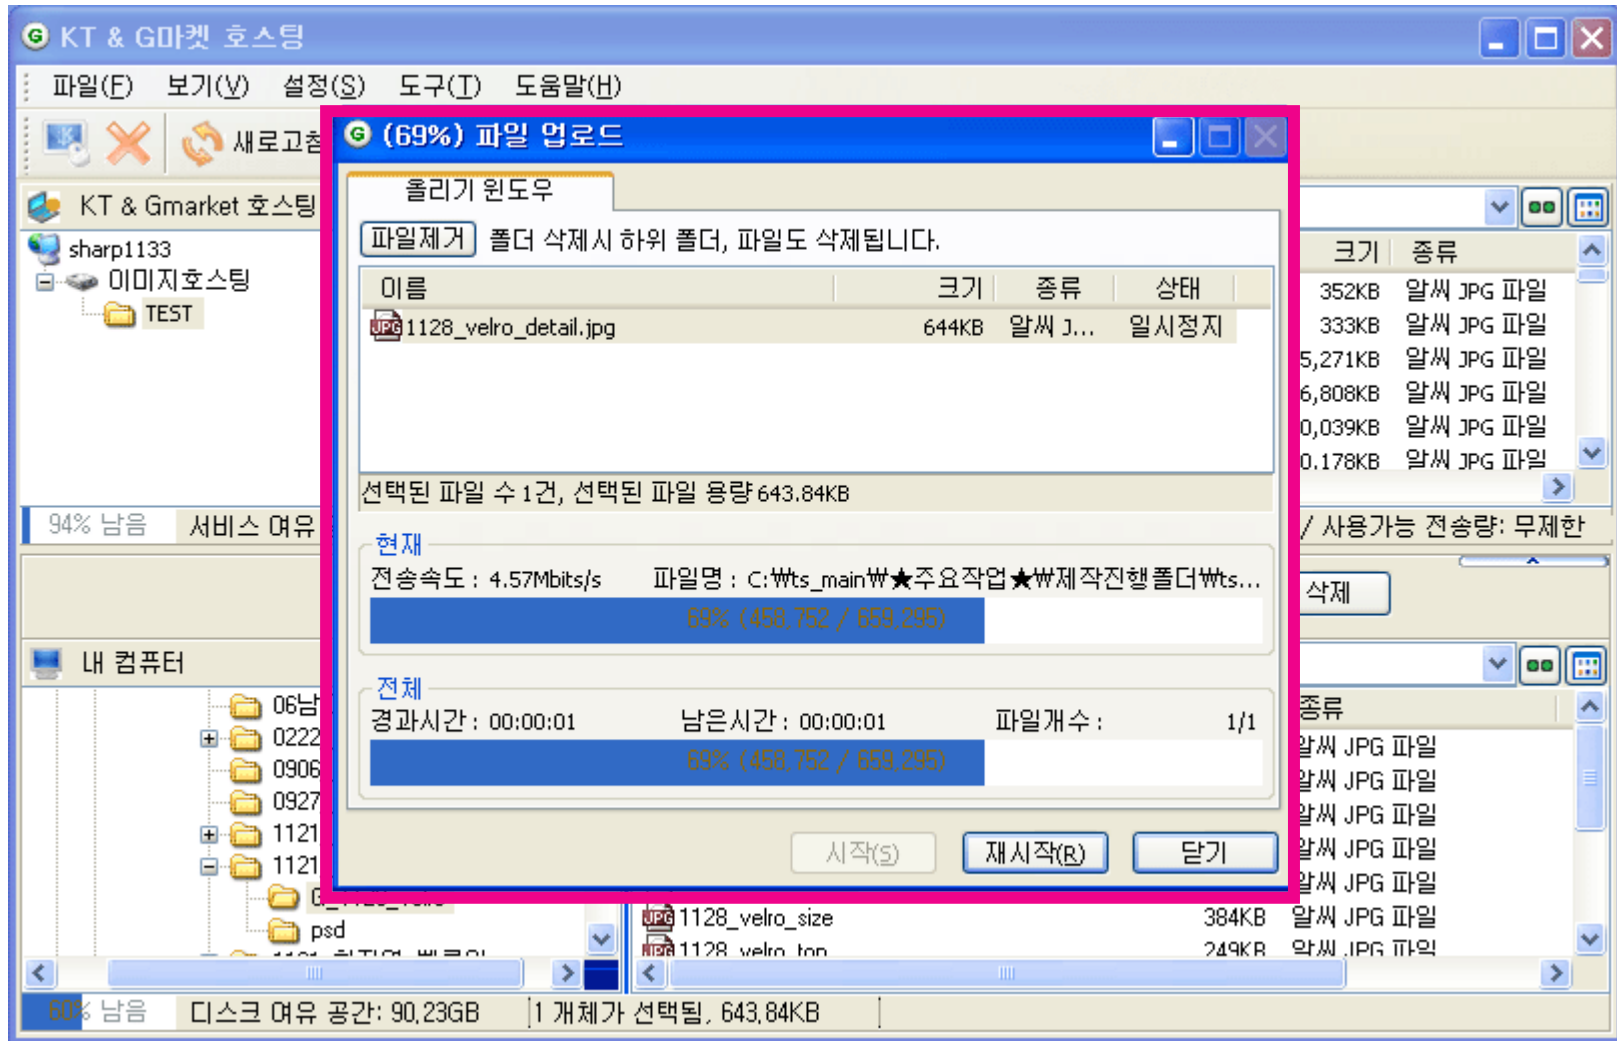 KT & G마켓 호스팅
파일(F) 보기(V) 설정(S) 도구(T) 도움말(H)
새로고침
KT & Gmarket 호스팅
sharp1133
이미지호스팅
TEST
94% 남음 서비스 여유
(69%) 파일 업로드
올리기 윈도우
파일제거 폴더 삭제시 하위 폴더, 파일도 삭제됩니다.
이름 크기 종류 상태
1128_velro_detail.jpg 644KB 알씨 J... 일시정지
선택된 파일 수 1건, 선택된 파일 용량 643.84KB
현재
전송속도 : 4.57Mbits/s 파일명 : C:₩ts_main₩★주요작업★₩제작진행폴더₩ts...
69% (458,752 / 659,295)
전체
경과시간 : 00:00:01 남은시간 : 00:00:01 파일개수 : 1/1
69% (458,752 / 659,295)
시작(S) 재시작(R) 닫기
크기 종류
352KB 알씨 JPG 파일
333KB 알씨 JPG 파일
5,271KB 알씨 JPG 파일
6,808KB 알씨 JPG 파일
0,039KB 알씨 JPG 파일
0.178KB 알씨 JPG 파일
/ 사용가능 전송량: 무제한
삭제
내 컴퓨터
06남
0222
0906
0927
1121
1121
psd
종류
알씨 JPG 파일
알씨 JPG 파일
알씨 JPG 파일
알씨 JPG 파일
알씨 JPG 파일
1128_velro_size 384KB 알씨 JPG 파일
1128_velro_top 249KB 알씨 JPG 파일
60% 남음 디스크 여유 공간: 90,23GB 1 개체가 선택됨, 643,84KB